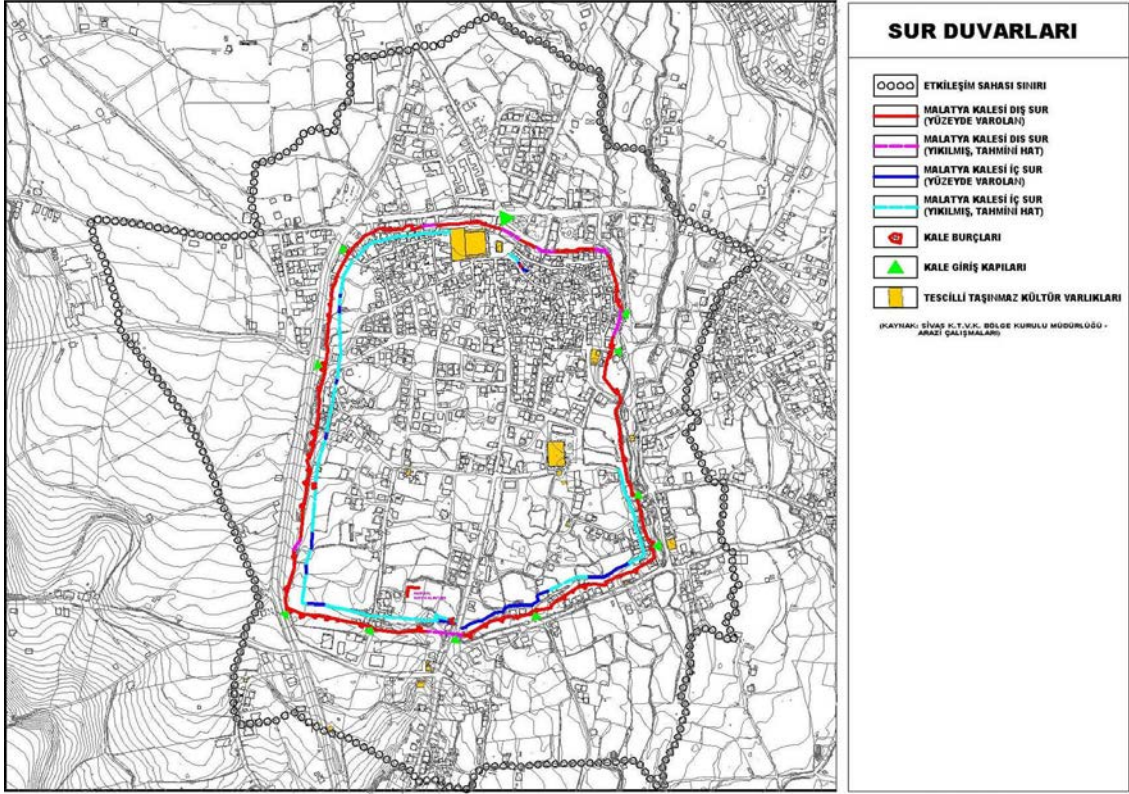 SUR DUVARLARI
ETKİLEŞİM SAHASI SINIRI
MALATYA KALESİ DIŞ SUR
(YÜZEYDE VAROLAN)
MALATYA KALESİ DIS SUR
(YIKILMIŞ, TAHMİNİ HAT)
MALATYA KALESİ İÇ SUR
(YÜZEYDE VAROLAN)
MALATYA KALESİ İÇ SUR
(YIKILMIŞ, TAHMİNİ HAT)
KALE BURÇLARI
KALE GİRİŞ KAPILARI
TESCİLLİ TAŞINMAZ KÜLTÜR VARLIKLARI
(KAYNAK: SİVAS K.T.V.K. BÖLGE KURULU MÜDÜRLÜĞÜ -
ARAZİ ÇALIŞMALARI)